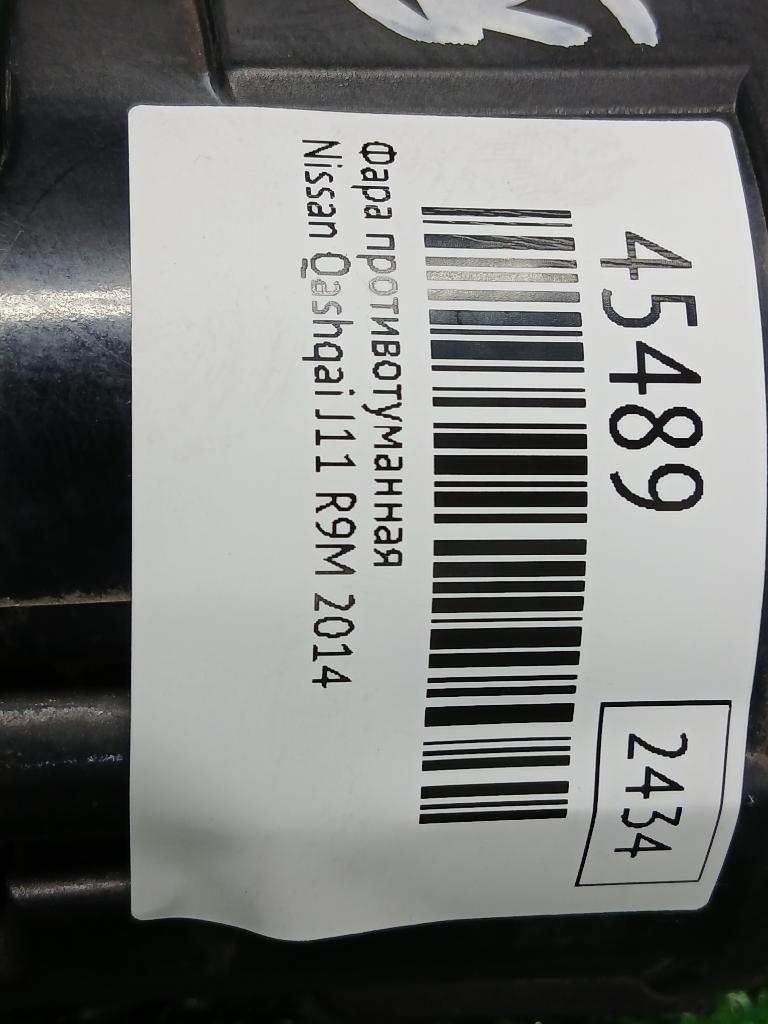 45489
2434
Фара противотуманная
Nissan Qashqai J11 R9M 2014